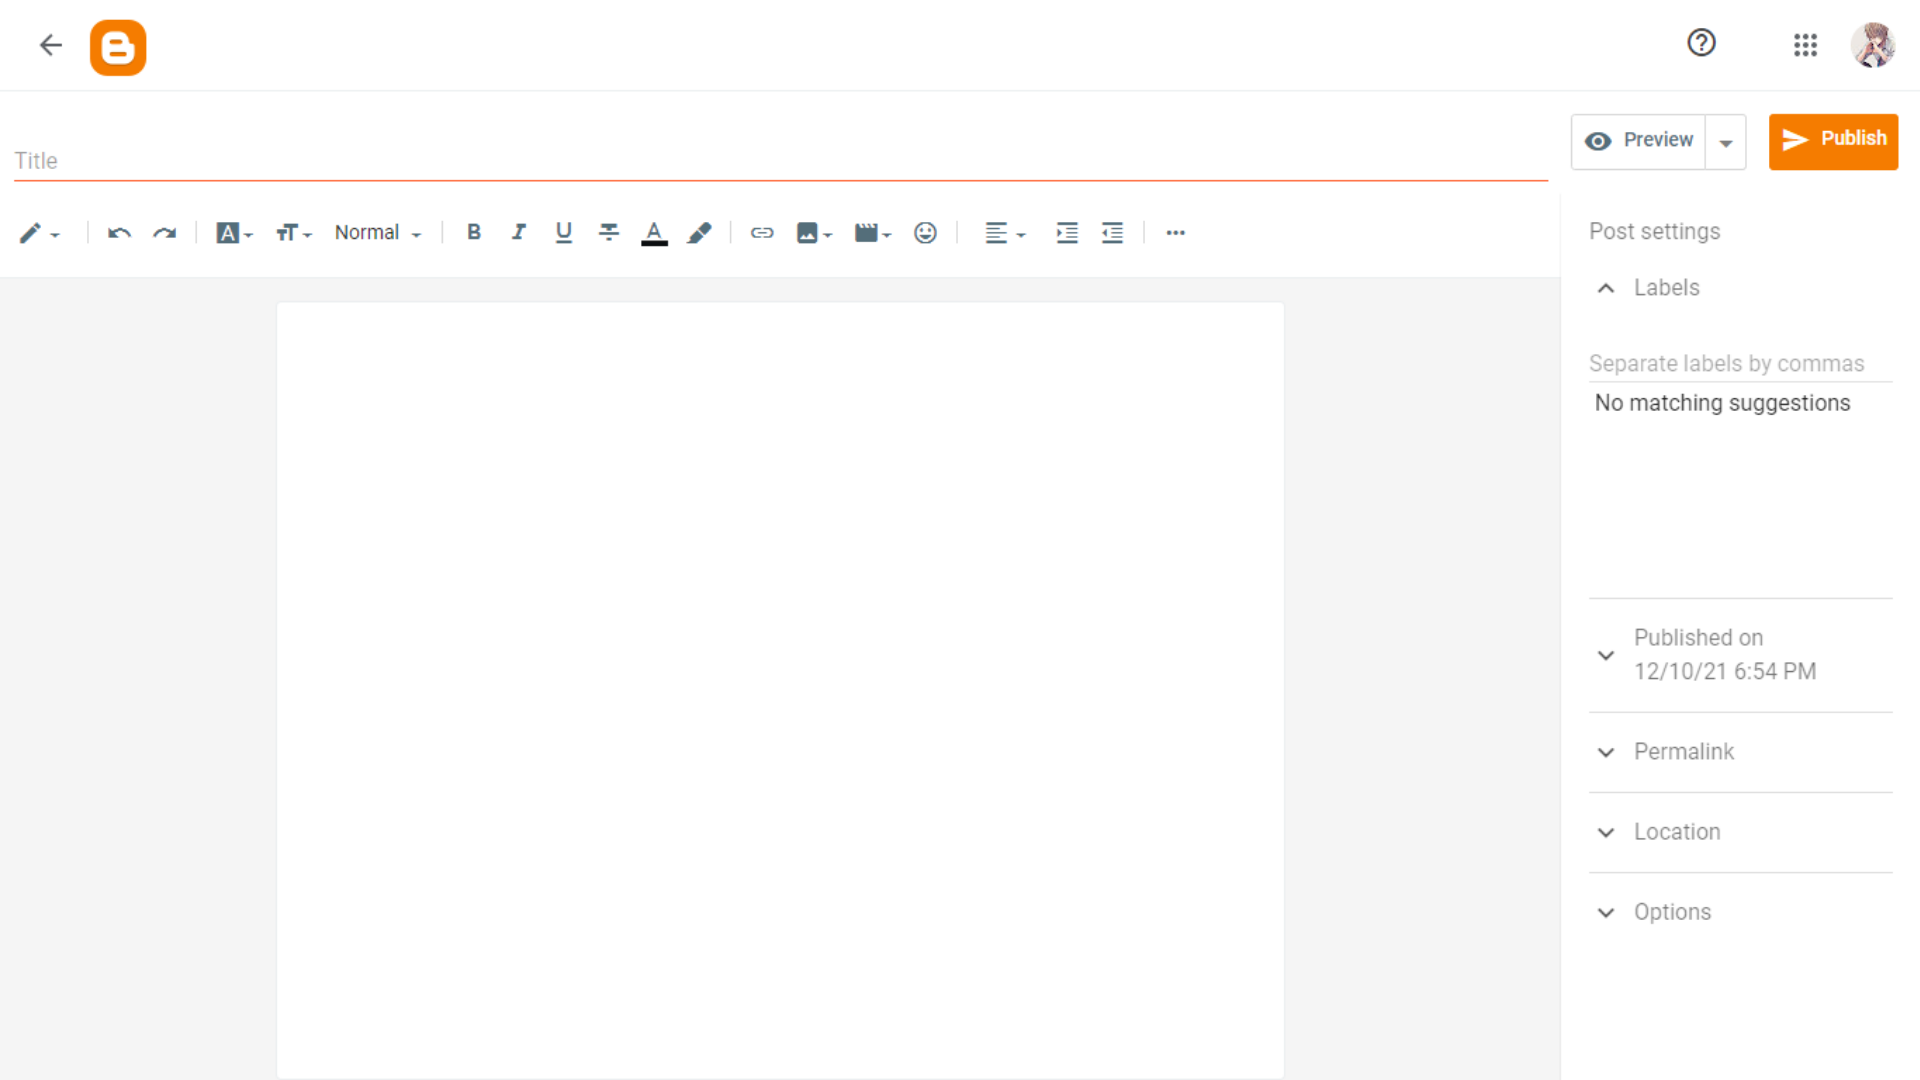 Title
Preview
Publish
Normal
B
Post settings
Labels
Separate labels by commas
No matching suggestions
Published on
12/10/21 6:54 PM
Permalink
Location
Options